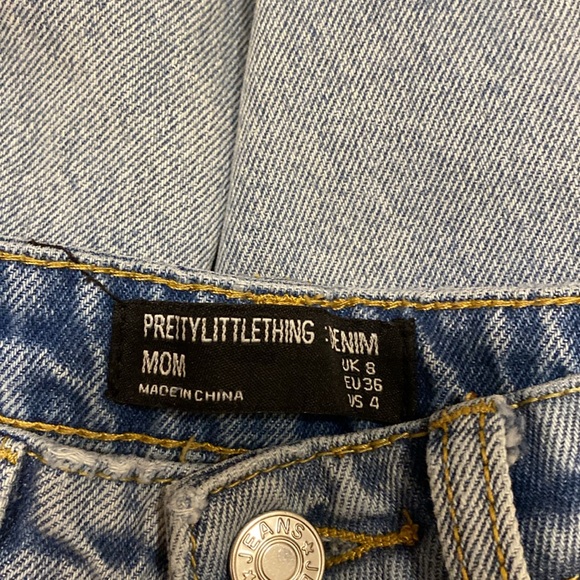 PRETTYLITTLETHING DENIM
MOM UK 8
EU 36
MADE IN CHINA US 4
★JEANS★J